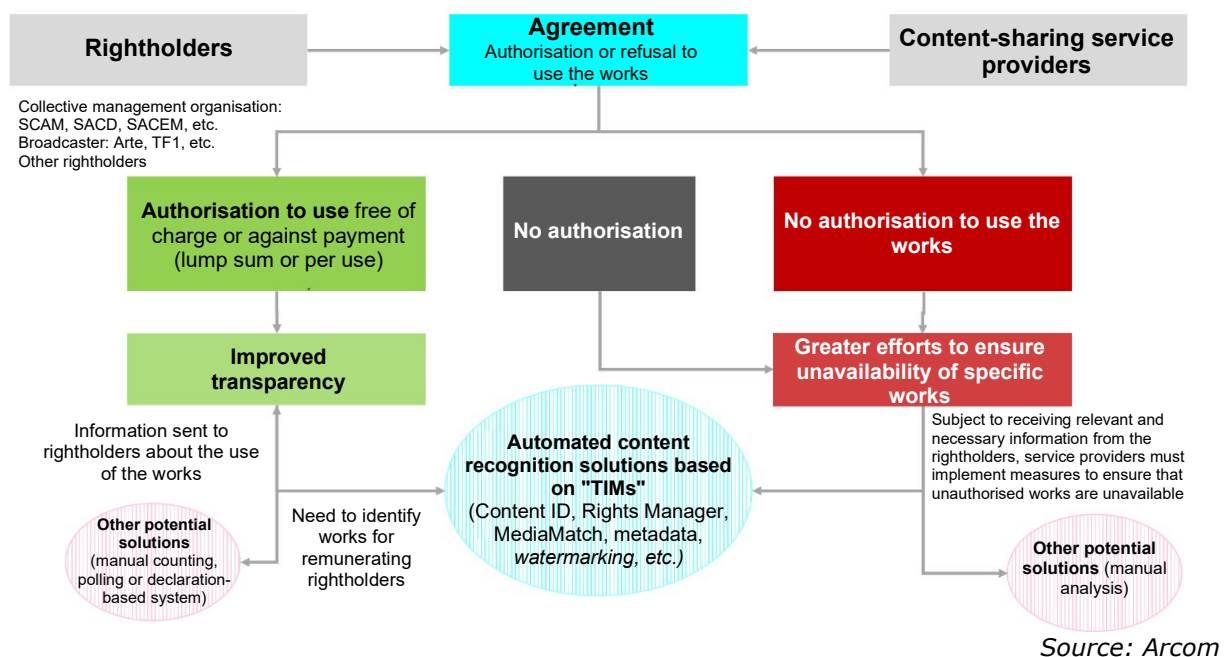 Rightholders
Agreement
Authorisation or refusal to
use the works
Content-sharing service
providers
Collective management organisation:
SCAM, SACD, SACEM, etc.
Broadcaster: Arte, TF1, etc.
Other rightholders
Authorisation to use free of
charge or against payment
(lump sum or per use)
No authorisation
No authorisation to use the
works
Improved
transparency
Greater efforts to ensure
unavailability of specific
works
Information sent to
rightholders about the use
of the works
Automated content
recognition solutions based
on "TIMs"
(Content ID, Rights Manager,
MediaMatch, metadata,
watermarking, etc.)
Subject to receiving relevant and
necessary information from the
rightholders, service providers must
implement measures to ensure that
unauthorised works are unavailable
Other potential
solutions
(manual counting,
polling or declaration-
based system)
Need to identify
works for
remunerating
rightholders
Other potential
solutions (manual
analysis)
Source: Arcom